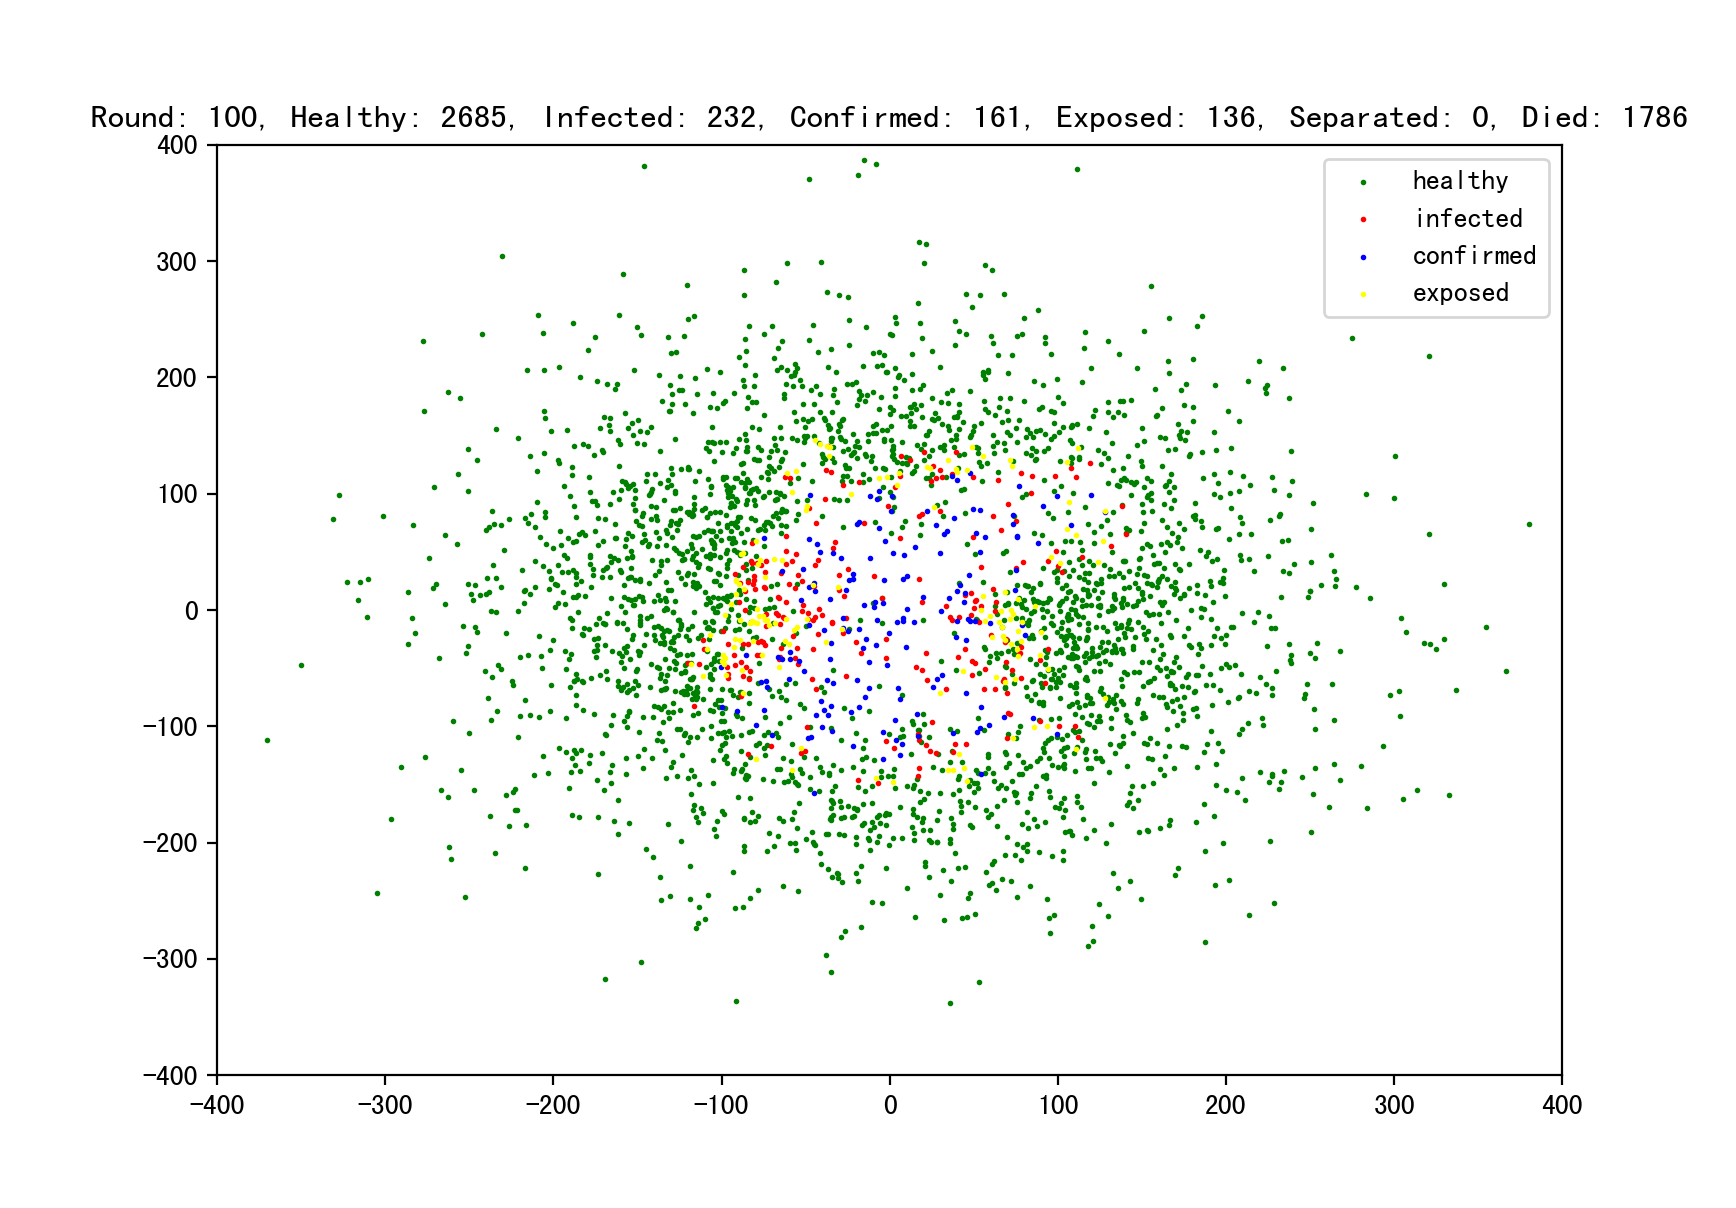 Round: 100, Healthy: 2685, Infected: 232, Confirmed: 161, Exposed: 136, Separated: 0, Died: 1786
healthy
infected
confirmed
exposed
400
300
200
100
0
−100
−200
−300
−400
−400 −300 −200 −100 0 100 200 300 400